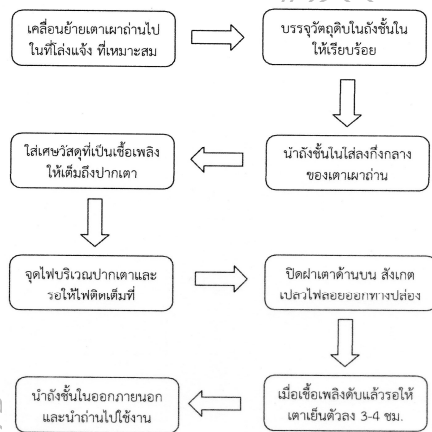 เคลื่อนย้ายเตาเผาถ่านไป
ในที่โล่งแจ้ง ที่เหมาะสม
บรรจุวัตถุดิบในถังชั้นใน
ให้เรียบร้อย
นำถังชั้นในใส่ลงกึ่งกลาง
ของเตาเผาถ่าน
ใส่เศษวัสดุที่เป็นเชื้อเพลิง
ให้เต็มถึงปากเตา
จุดไฟบริเวณปากเตาและ
รอให้ไฟติดเต็มที่
ปิดฝาเตาด้านบน สังเกต
เปลวไฟลอยออกทางปล่อง
เมื่อเชื้อเพลิงดับแล้วรอให้
เตาเย็นตัวลง 3-4 ชม.
นำถังชั้นในออกภายนอก
และนำถ่านไปใช้งาน